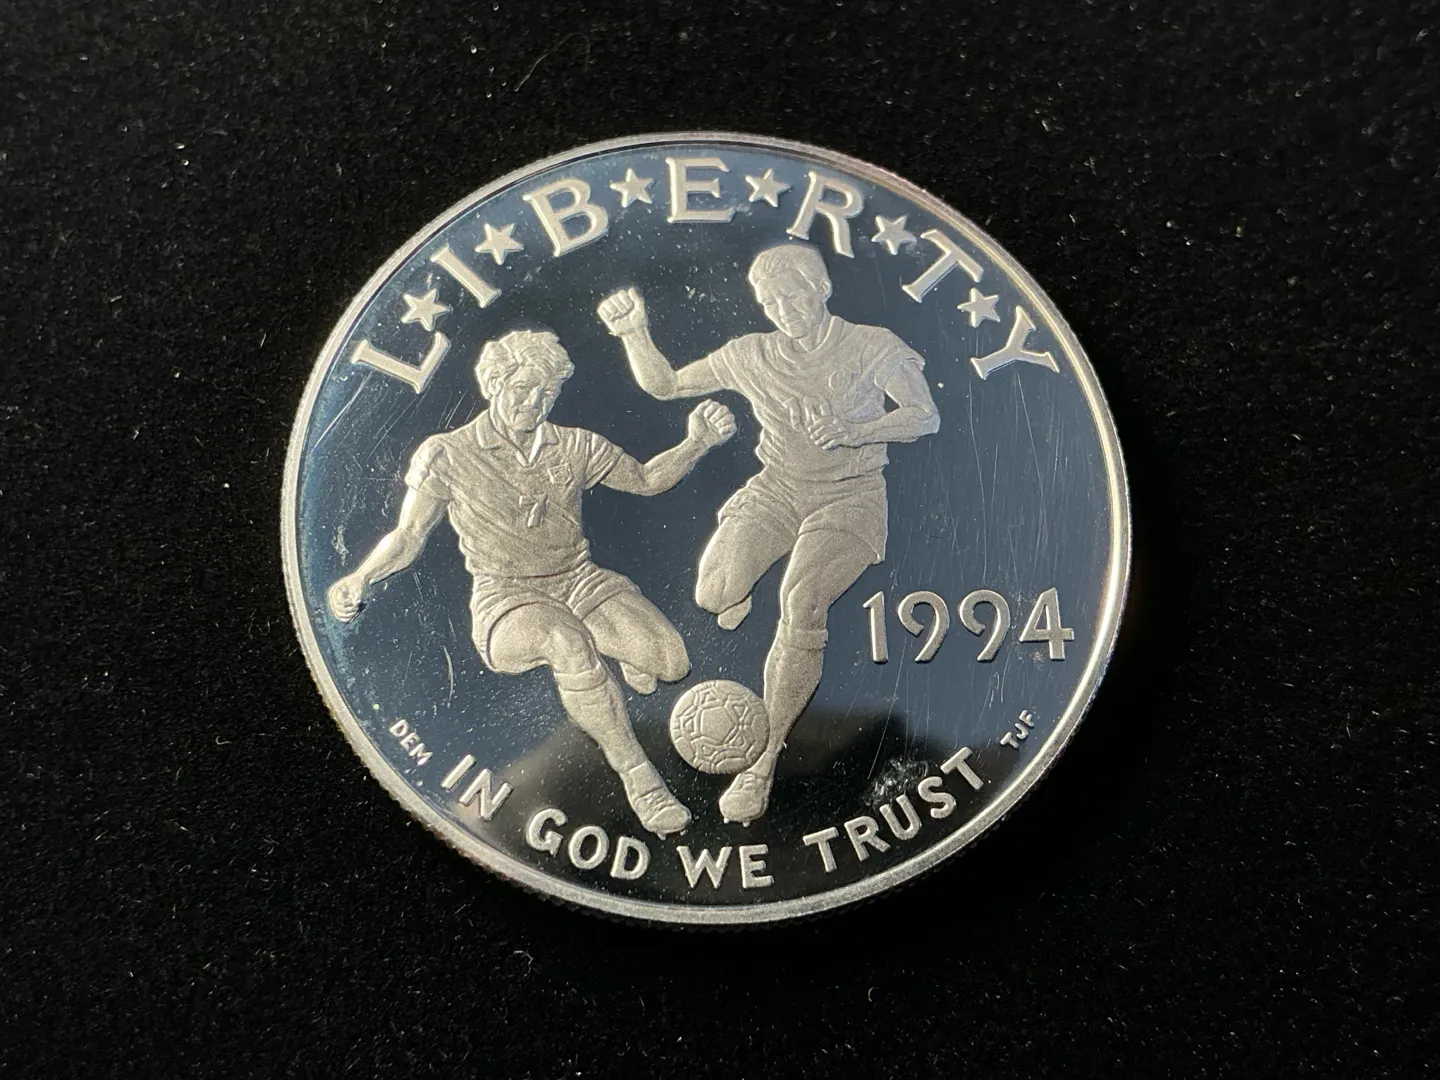 L★I★B★E★R★T★Y
7
1994
DEM
TJF
IN GOD WE TRUST